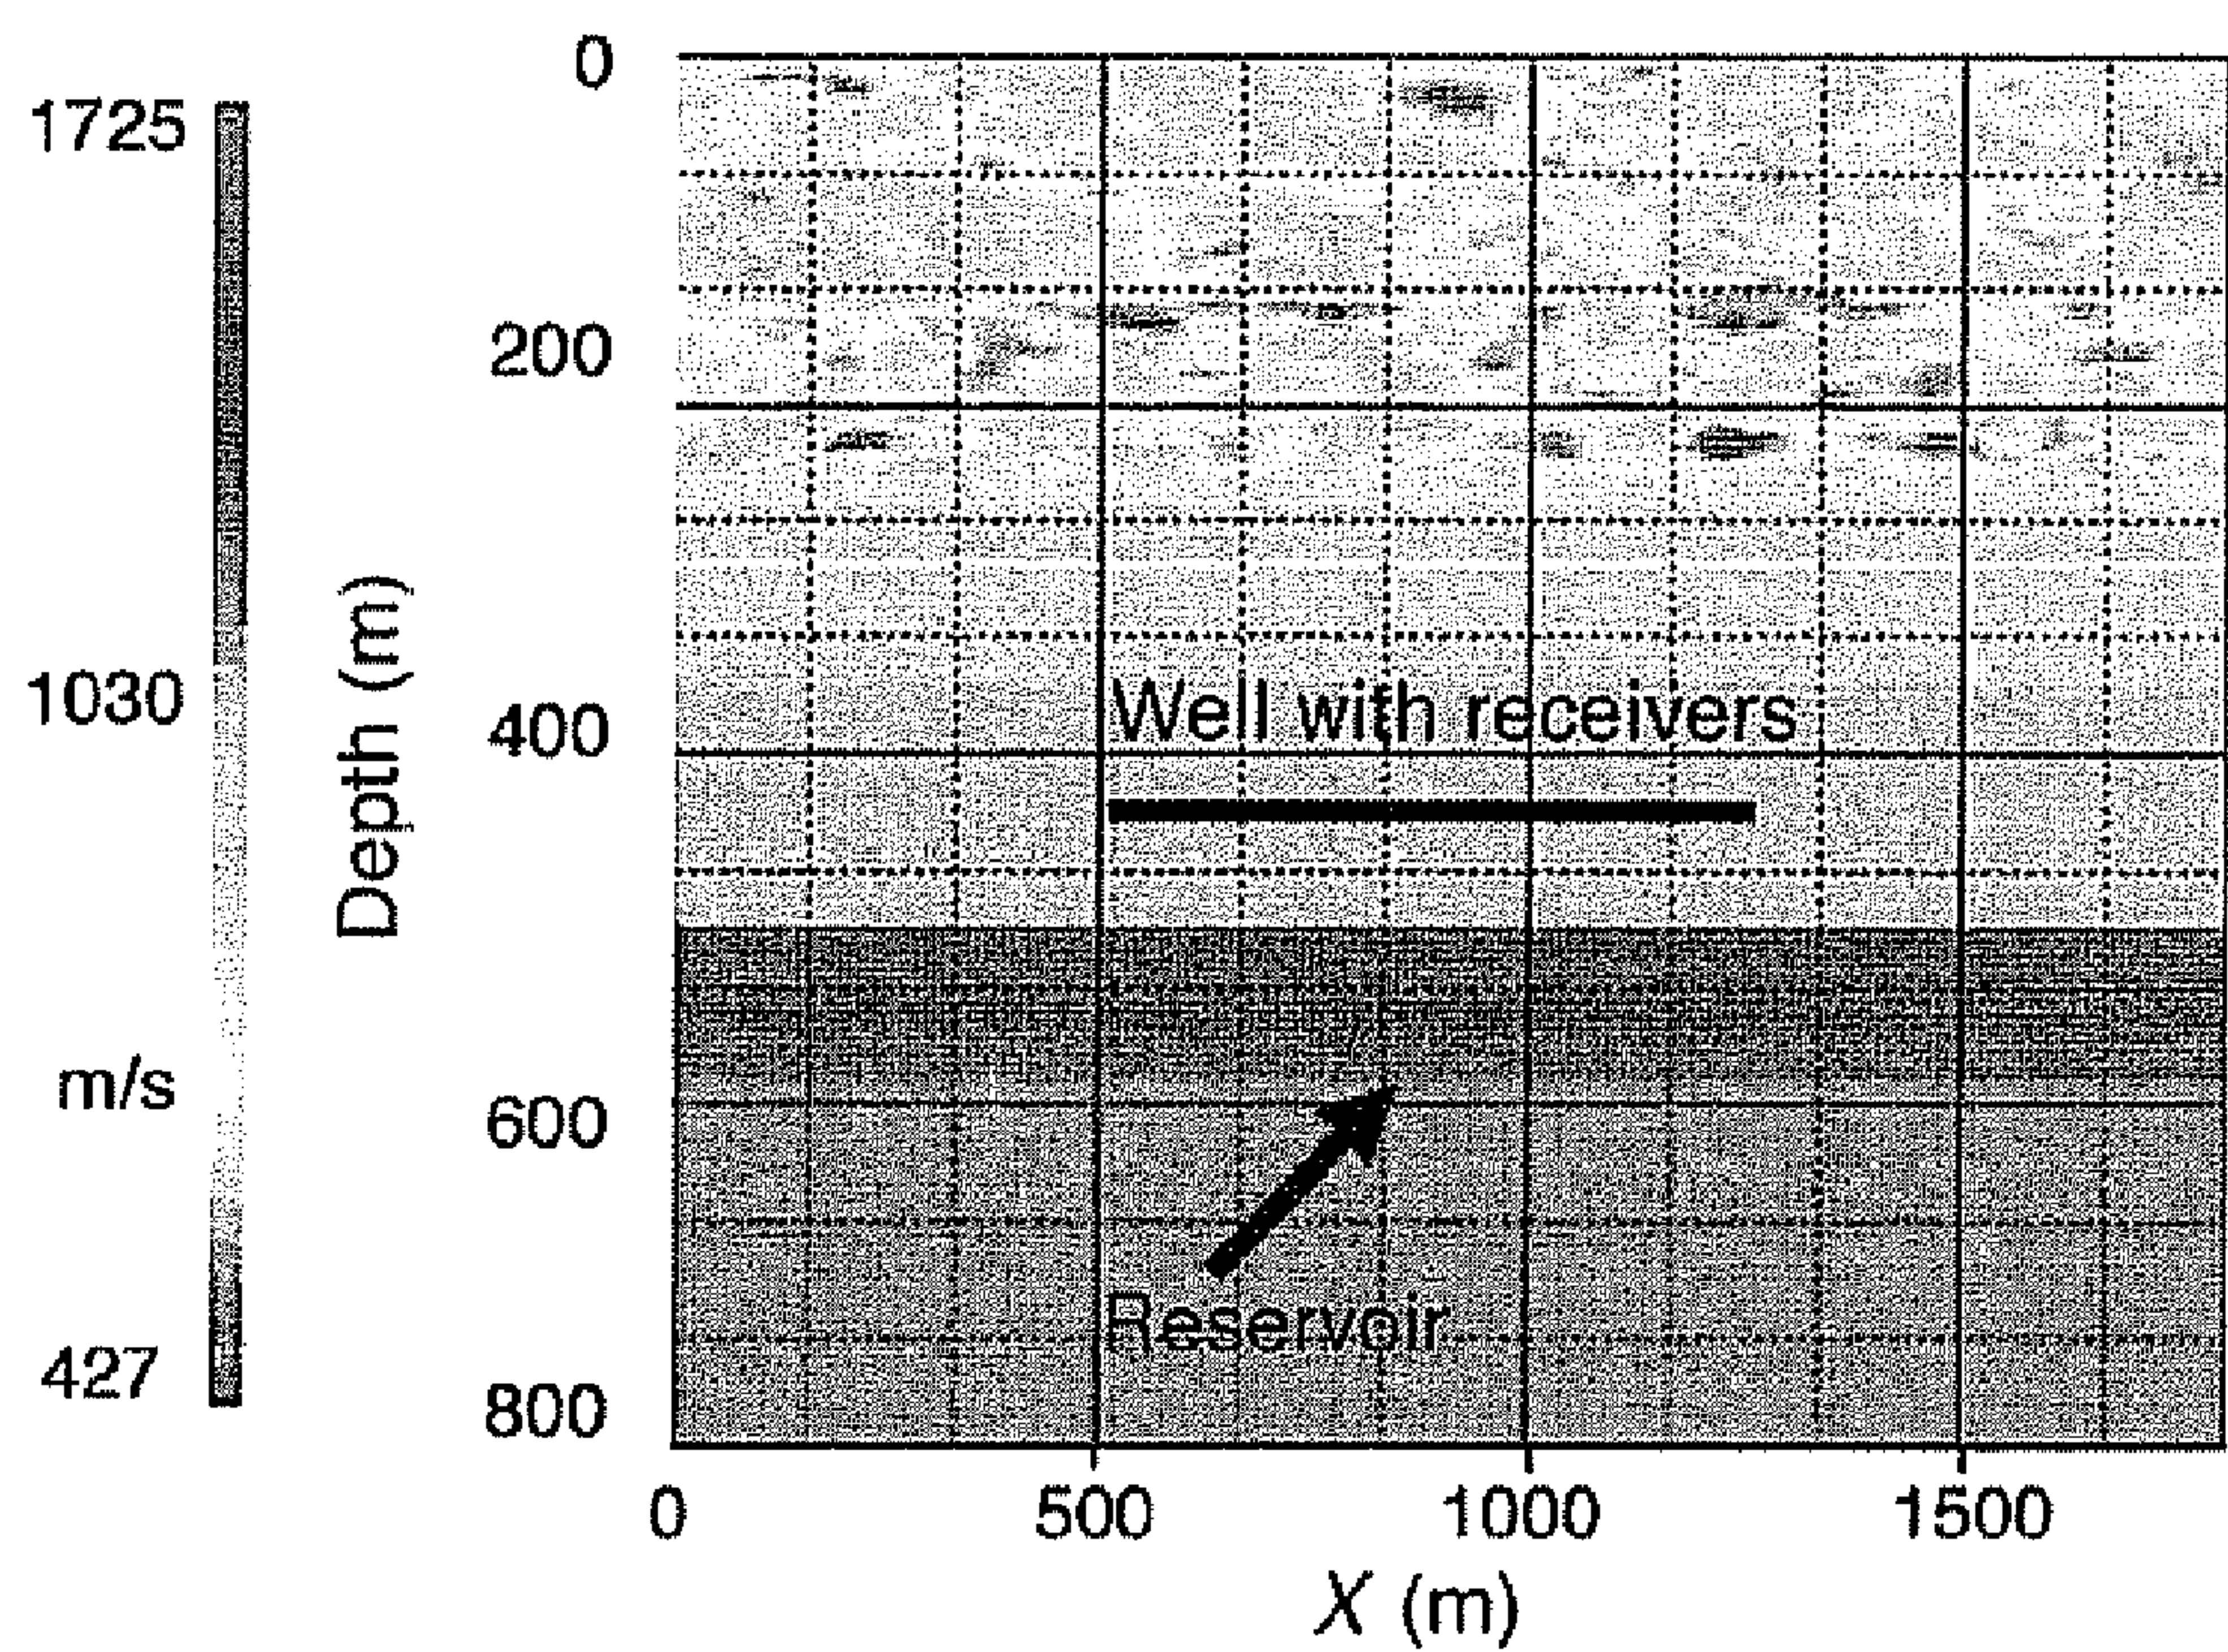 1725
1030
m/s
427
Depth (m)
0
200
400
600
800
Well with receivers
Reservoir
0 500 1000 1500
X (m)